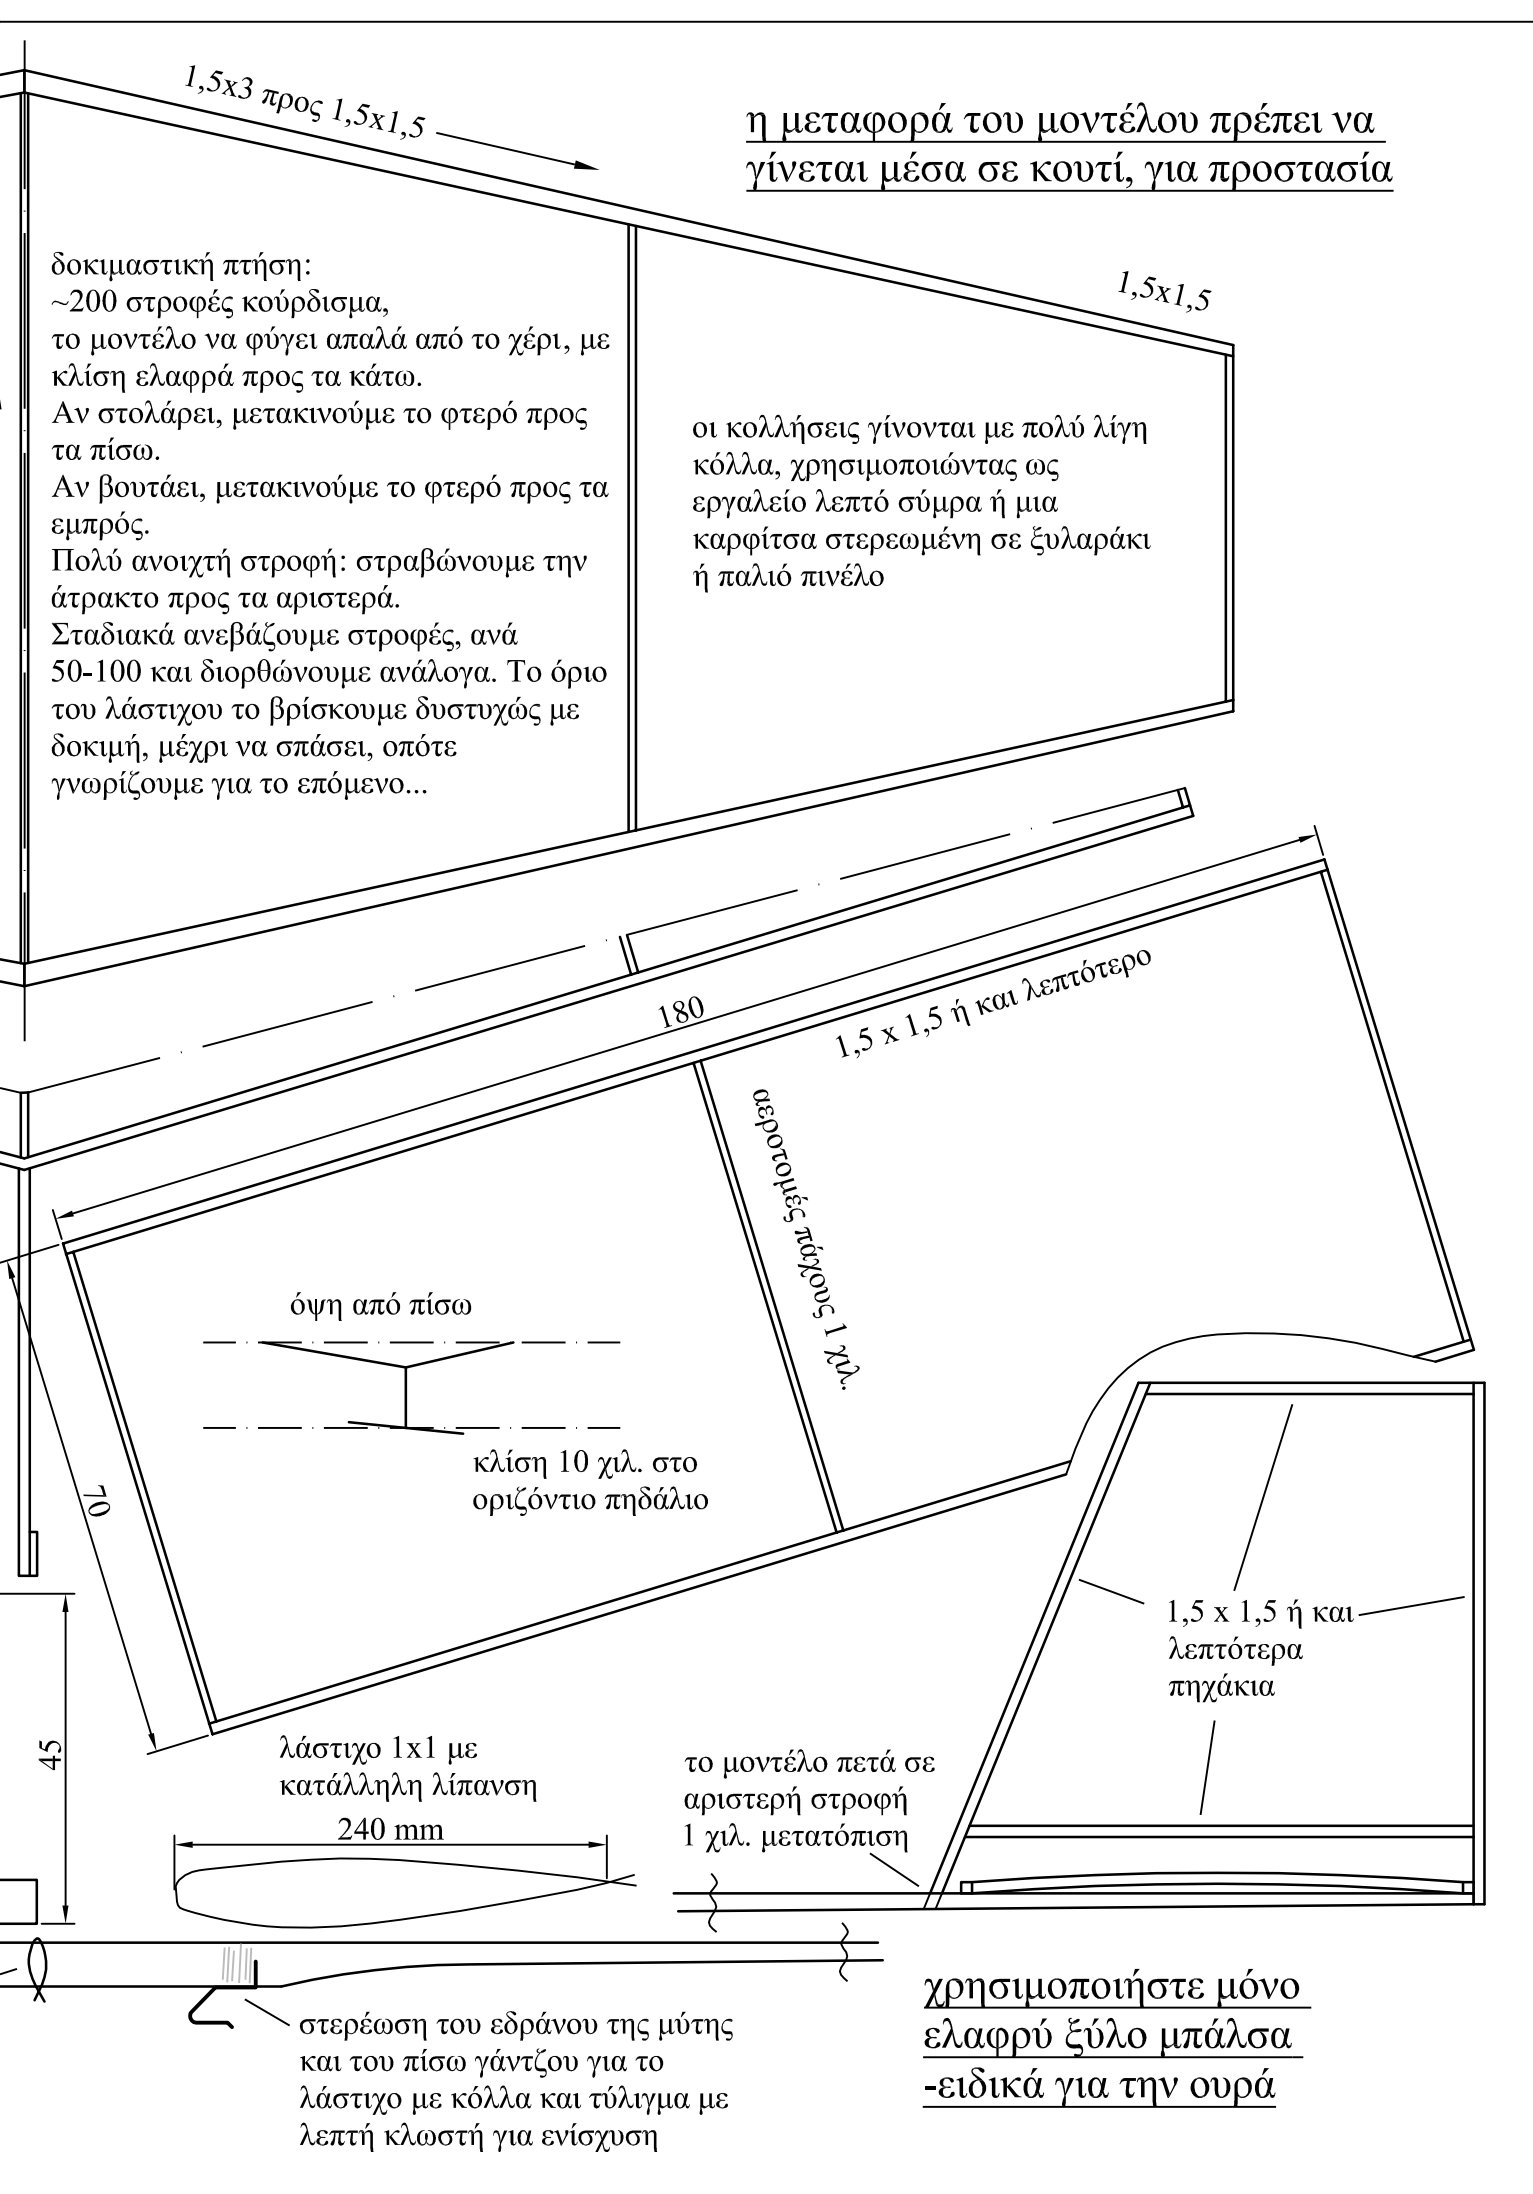 1,5x3 προς 1,5x1,5
η μεταφορά του μοντέλου πρέπει να
γίνεται μέσα σε κουτί, για προστασία
1,5x1,5
δοκιμαστική πτήση:
~200 στροφές κούρδισμα,
το μοντέλο να φύγει απαλά από το χέρι, με
κλίση ελαφρά προς τα κάτω.
Αν στολάρει, μετακινούμε το φτερό προς
τα πίσω.
Αν βουτάει, μετακινούμε το φτερό προς τα
εμπρός.
Πολύ ανοιχτή στροφή: στραβώνουμε την
άτρακτο προς τα αριστερά.
Σταδιακά ανεβάζουμε στροφές, ανά
50-100 και διορθώνουμε ανάλογα. Το όριο
του λάστιχου το βρίσκουμε δυστυχώς με
δοκιμή, μέχρι να σπάσει, οπότε
γνωρίζουμε για το επόμενο...
οι κολλήσεις γίνονται με πολύ λίγη
κόλλα, χρησιμοποιώντας ως
εργαλείο λεπτό σύμρα ή μια
καρφίτσα στερεωμένη σε ξυλαράκι
ή παλιό πινέλο
180
1,5 x 1,5 ή και λεπτότερο
αεροτομές πάχους 1 χιλ.
όψη από πίσω
κλίση 10 χιλ. στο
οριζόντιο πηδάλιο
70
1,5 x 1,5 ή και
λεπτότερα
πηχάκια
45
λάστιχο 1x1 με
κατάλληλη λίπανση
240 mm
το μοντέλο πετά σε
αριστερή στροφή
1 χιλ. μετατόπιση
στερέωση του εδράνου της μύτης
και του πίσω γάντζου για το
λάστιχο με κόλλα και τύλιγμα με
λεπτή κλωστή για ενίσχυση
χρησιμοποιήστε μόνο
ελαφρύ ξύλο μπάλσα
-ειδικά για την ουρά